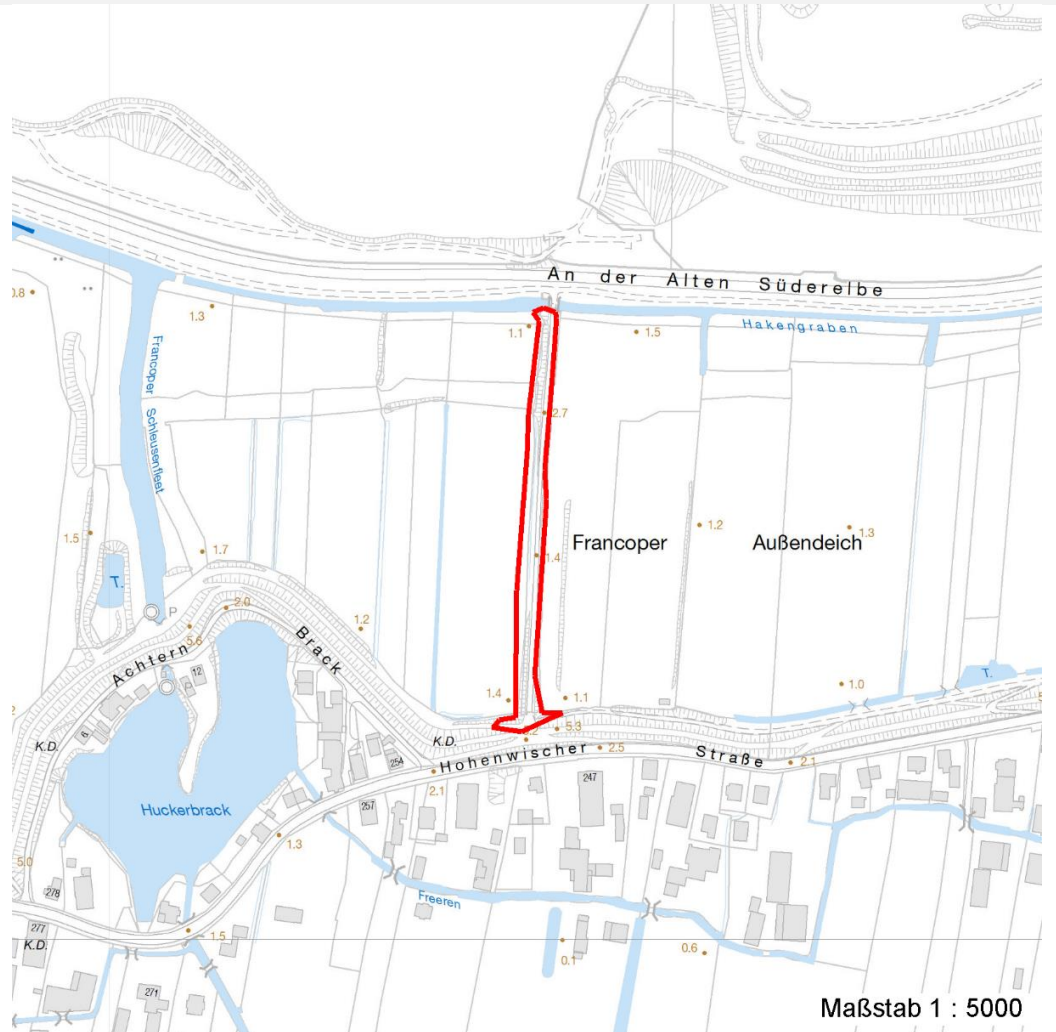 An der Alten Süderelbe
0.8
1.3
1.1
1.5
Hakengraben
Francoper Schleusenfleet
2.7
1.5
1.7
1.4
Francoper
Außendeich
1.2
1.3
T.
P
2.0
5.6
1.2
Achtern Brack
12
P
6
1.4
1.1
1.0
T.
5.3
K.D.
K.D.
Hohenwischer Straße
2.5
2.1
254
2.1
247
257
Huckerbrack
1.3
5.0
278
Freeren
277
K.D.
1.5
0.1
0.6
271
Maßstab 1 : 5000